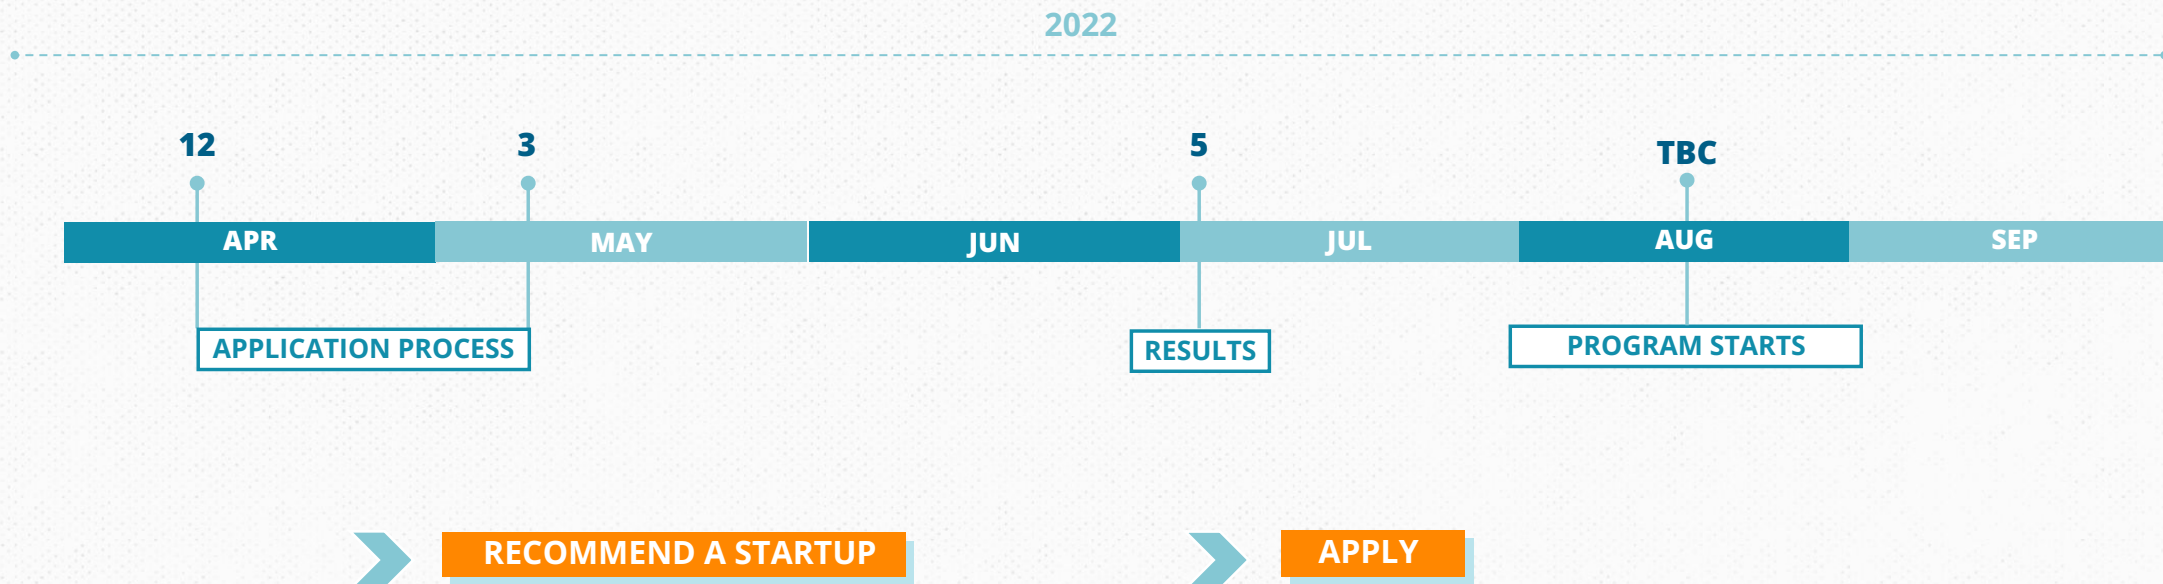 2022
12
3
5
TBC
APR
MAY
JUN
JUL
AUG
SEP
APPLICATION PROCESS
RESULTS
PROGRAM STARTS
RECOMMEND A STARTUP
APPLY